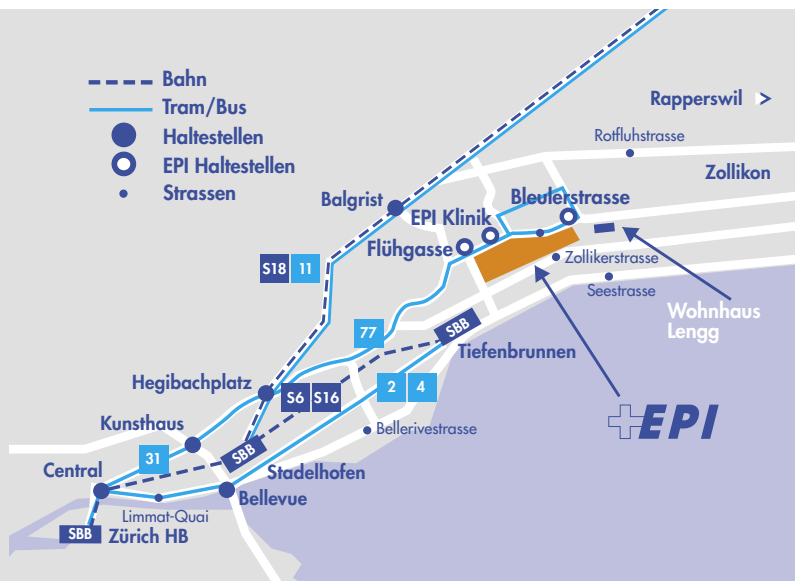 Bahn
Tram/Bus
Haltestellen
EPI Haltestellen
Strassen
Rapperswil >
Rotfluhstrasse
Zollikon
Balgrist
Bleulerstrasse
EPI Klinik
Flühgasse
S18 11
Zollikerstrasse
Seestrasse
Wohnhaus
Lengg
77
SBB
Tiefenbrunnen
Hegibachplatz
S6 S16
2 4
EPI
Kunsthaus
Bellerivestrasse
31
SBB
Stadelhofen
Central
Bellevue
Limmat-Quai
SBB Zürich HB